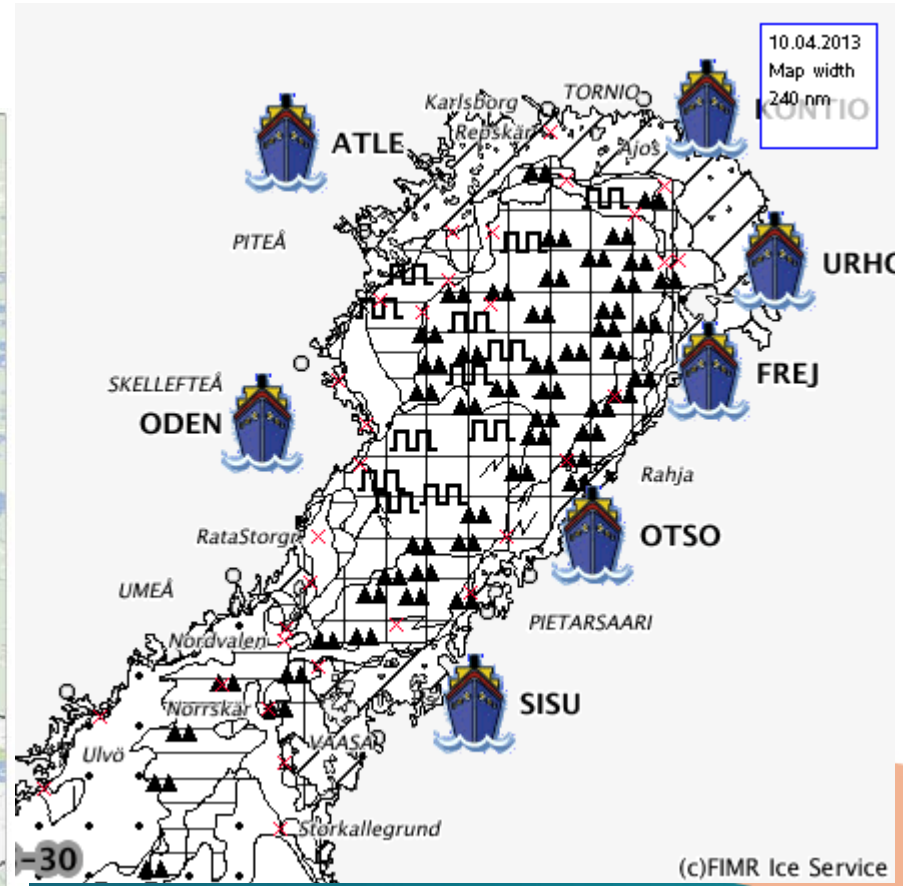 10.04.2013
Map width
240 nm
KONTIO
TORNIO
Karlsborg
Repskär
Ajos
ATLE
PITEÅ
URHO
FREJ
SKELLEFTEÅ
ODEN
Rahja
RataStorgr
OTSO
UMEÅ
PIETARSAARI
Nordvalen
SISU
Norrskär
VAASA
Ulvö
Storkallegrund
-30
(c)FIMR Ice Service